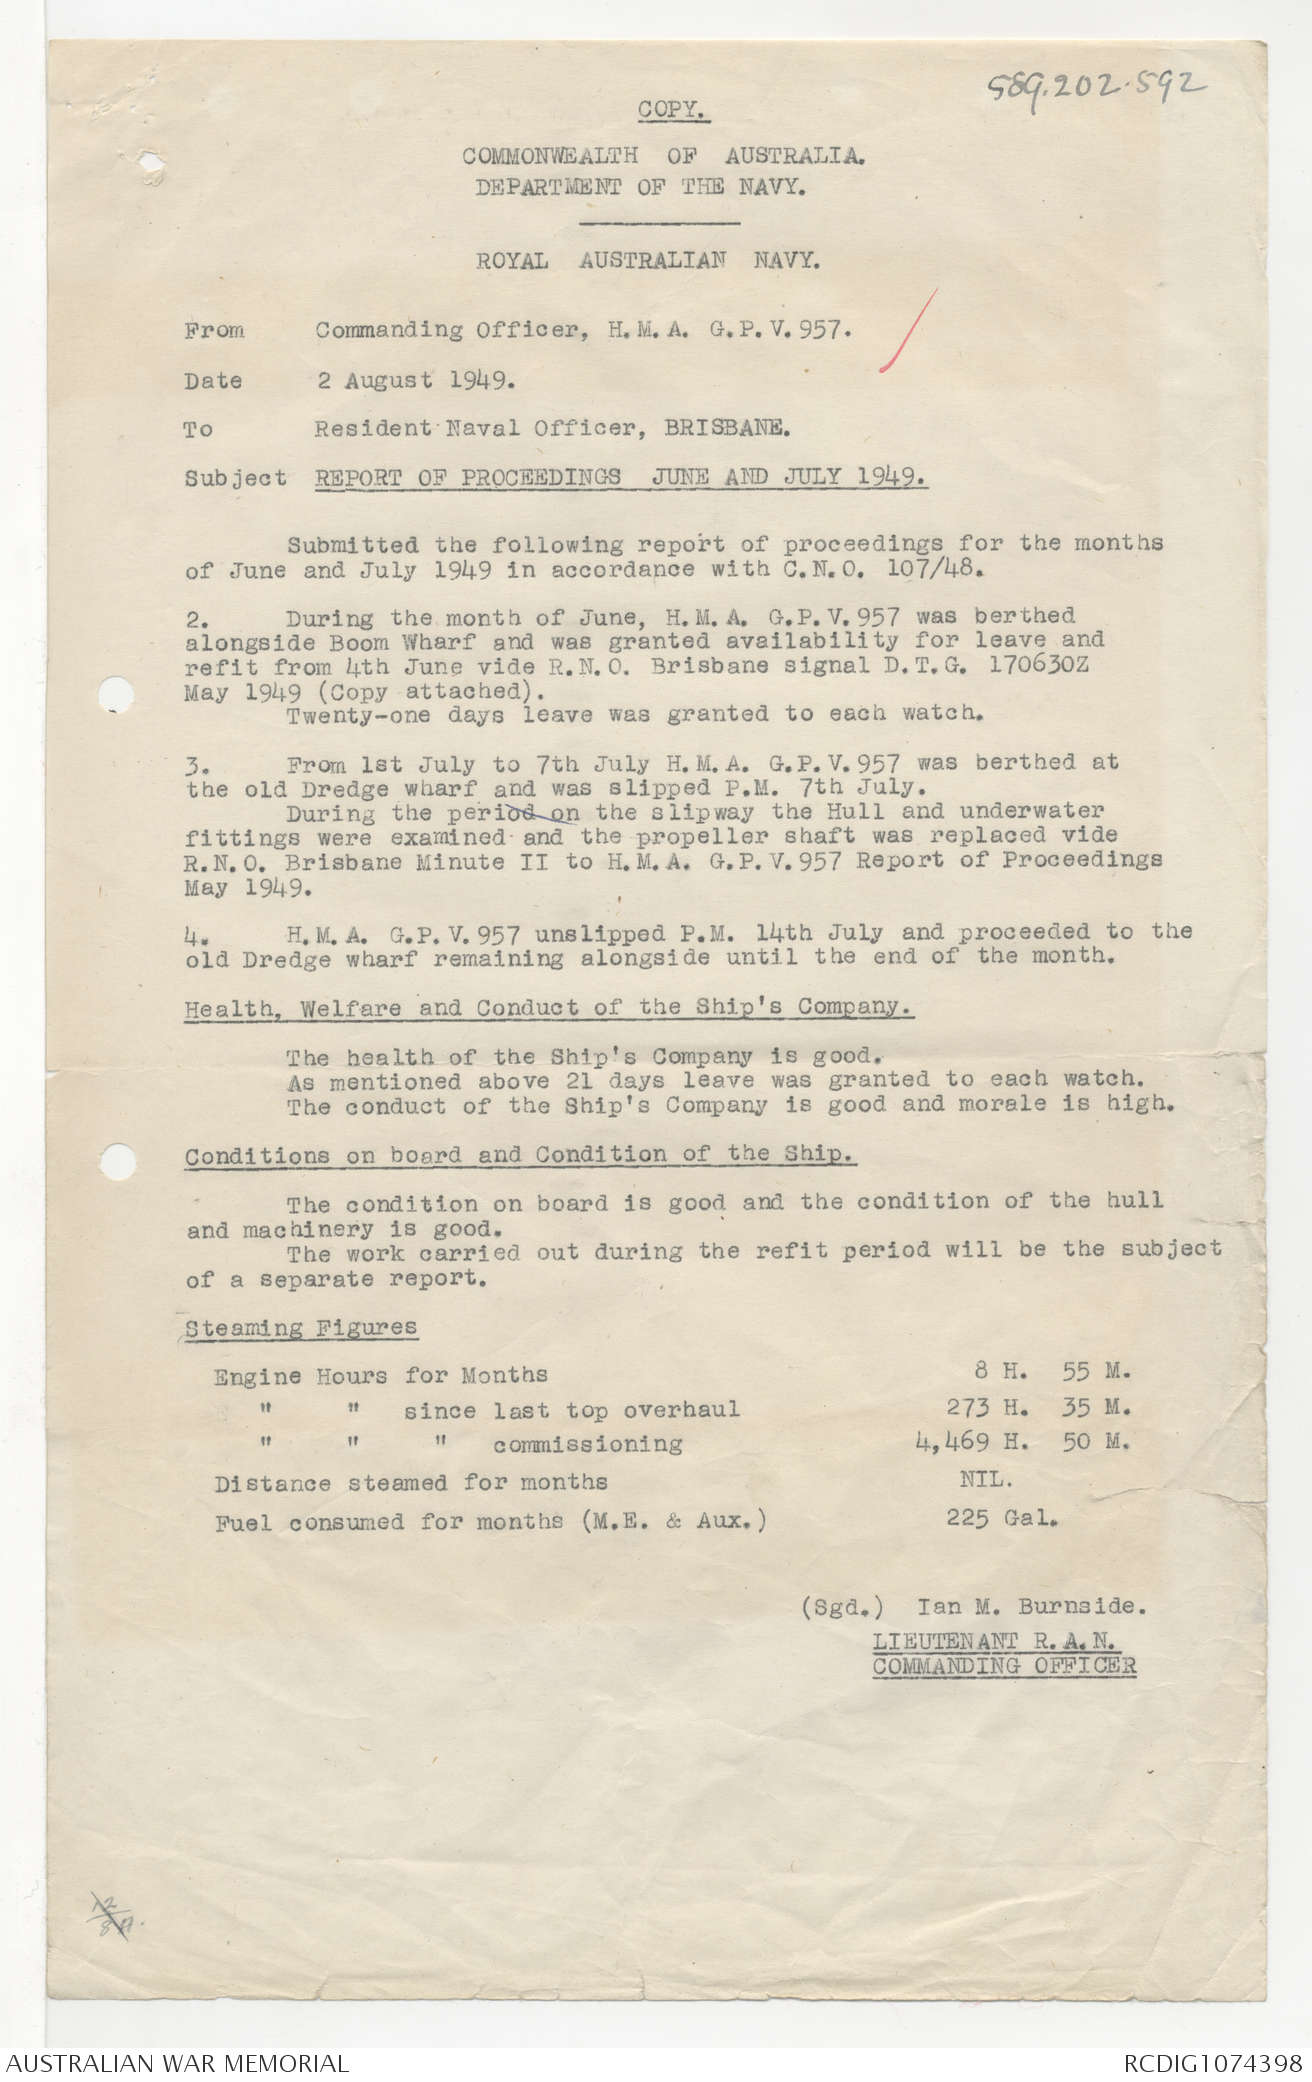 589.202.592
COPY.
COMMONWEALTH OF AUSTRALIA.
DEPARTMENT OF THE NAVY.
ROYAL AUSTRALIAN NAVY.
From Commanding Officer, H.M.A. G.P.V.957.
Date 2 August 1949.
To Resident Naval Officer, BRISBANE.
Subject REPORT OF PROCEEDINGS JUNE AND JULY 1949.
Submitted the following report of proceedings for the months
of June and July 1949 in accordance with C.N.O. 107/48.
2. During the month of June, H.M.A. G.P.V.957 was berthed
alongside Boom Wharf and was granted availability for leave and
refit from 4th June vide R.N.O. Brisbane signal D.T.G. 170630Z
May 1949 (Copy attached).
Twenty-one days leave was granted to each watch.
3. From 1st July to 7th July H.M.A. G.P.V.957 was berthed at
the old Dredge wharf and was slipped P.M. 7th July.
During the period on the slipway the Hull and underwater
fittings were examined and the propeller shaft was replaced vide
R.N.O. Brisbane Minute II to H.M.A. G.P.V.957 Report of Proceedings
May 1949.
4. H.M.A. G.P.V.957 unslipped P.M. 14th July and proceeded to the
old Dredge wharf remaining alongside until the end of the month.
Health, Welfare and Conduct of the Ship's Company.
The health of the Ship's Company is good.
As mentioned above 21 days leave was granted to each watch.
The conduct of the Ship's Company is good and morale is high.
Conditions on board and Condition of the Ship.
The condition on board is good and the condition of the hull
and machinery is good.
The work carried out during the refit period will be the subject
of a separate report.
Steaming Figures
Engine Hours for Months 8 H. 55 M.
" " since last top overhaul 273 H. 35 M.
" " " commissioning 4,469 H. 50 M.
Distance steamed for months NIL.
Fuel consumed for months (M.E. & Aux.) 225 Gal.
(Sgd.) Ian M. Burnside.
LIEUTENANT R.A.N.
COMMANDING OFFICER
AUSTRALIAN WAR MEMORIAL RCDIG1074398